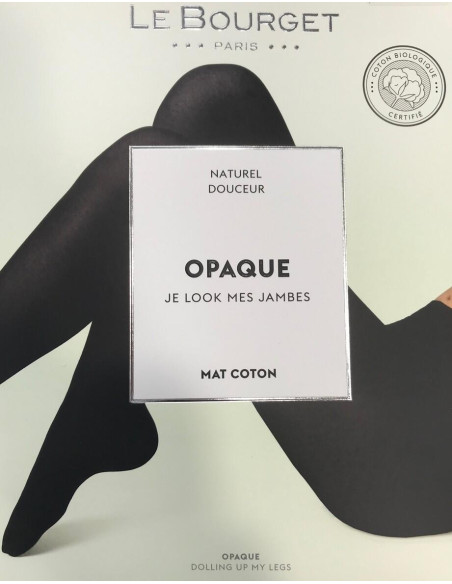 LE BOURGET
PARIS
COTON BIOLOGIQUE
CERTIFIÉ
NATUREL
DOUCEUR
OPAQUE
JE LOOK MES JAMBES
MAT COTON
OPAQUE
DOLLING UP MY LEGS